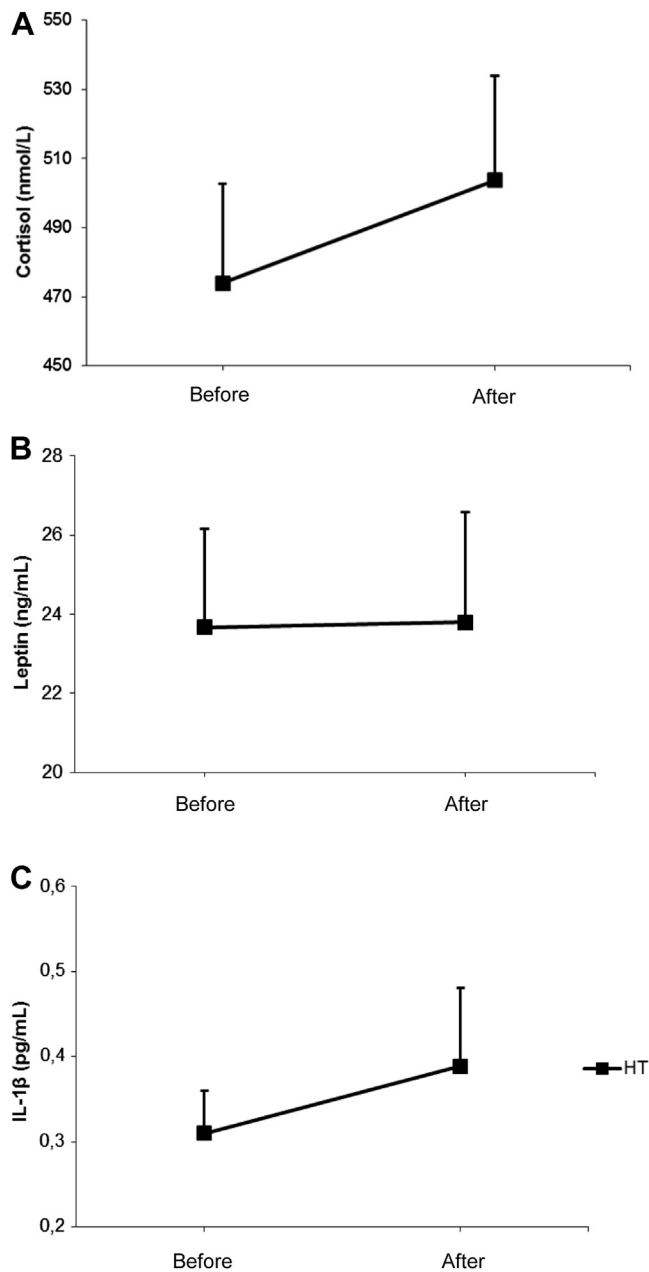 A
Cortisol (nmol/L)
550
530
510
490
470
450
Before After
B
Leptin (ng/mL)
28
26
24
22
20
Before After
C
IL-1β (pg/mL)
0,6
0,5
0,4
0,3
0,2
HT
Before After